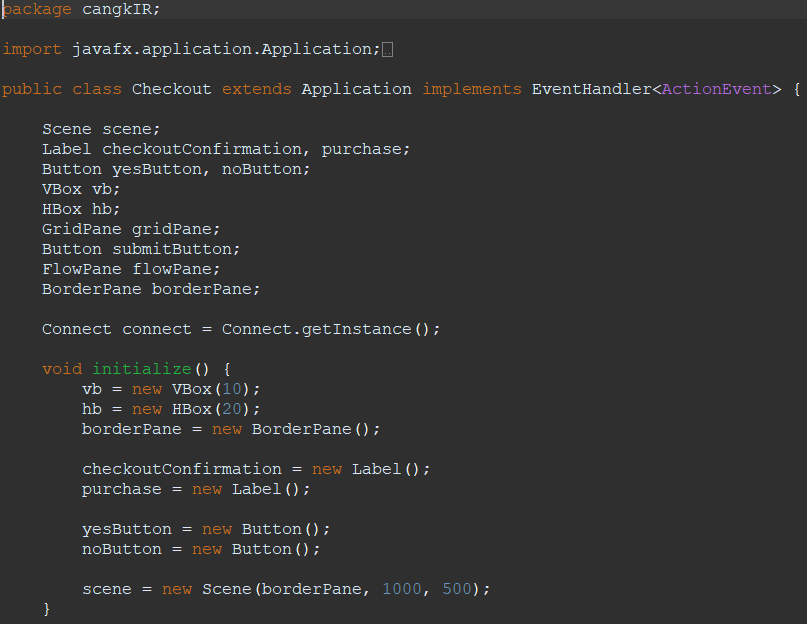 package cangkIR;
import javafx.application.Application;
public class Checkout extends Application implements EventHandler<ActionEvent> {
Scene scene;
Label checkoutConfirmation, purchase;
Button yesButton, noButton;
VBox vb;
HBox hb;
GridPane gridPane;
Button submitButton;
FlowPane flowPane;
BorderPane borderPane;
Connect connect = Connect.getInstance();
void initialize() {
vb = new VBox(10);
hb = new HBox(20);
borderPane = new BorderPane();
checkoutConfirmation = new Label();
purchase = new Label();
yesButton = new Button();
noButton = new Button();
scene = new Scene(borderPane, 1000, 500);
}